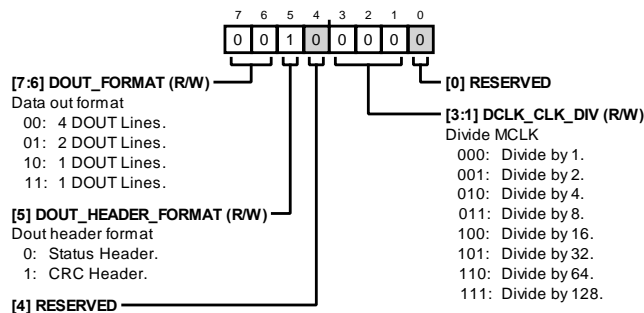 7 6 5 4 3 2 1 0
0 0 1 0 0 0 0 0
[7:6] DOUT_FORMAT (R/W)
Data out format
00: 4 DOUT Lines.
01: 2 DOUT Lines.
10: 1 DOUT Lines.
11: 1 DOUT Lines.
[5] DOUT_HEADER_FORMAT (R/W)
Dout header format
0: Status Header.
1: CRC Header.
[4] RESERVED
[0] RESERVED
[3:1] DCLK_CLK_DIV (R/W)
Divide MCLK
000: Divide by 1.
001: Divide by 2.
010: Divide by 4.
011: Divide by 8.
100: Divide by 16.
101: Divide by 32.
110: Divide by 64.
111: Divide by 128.